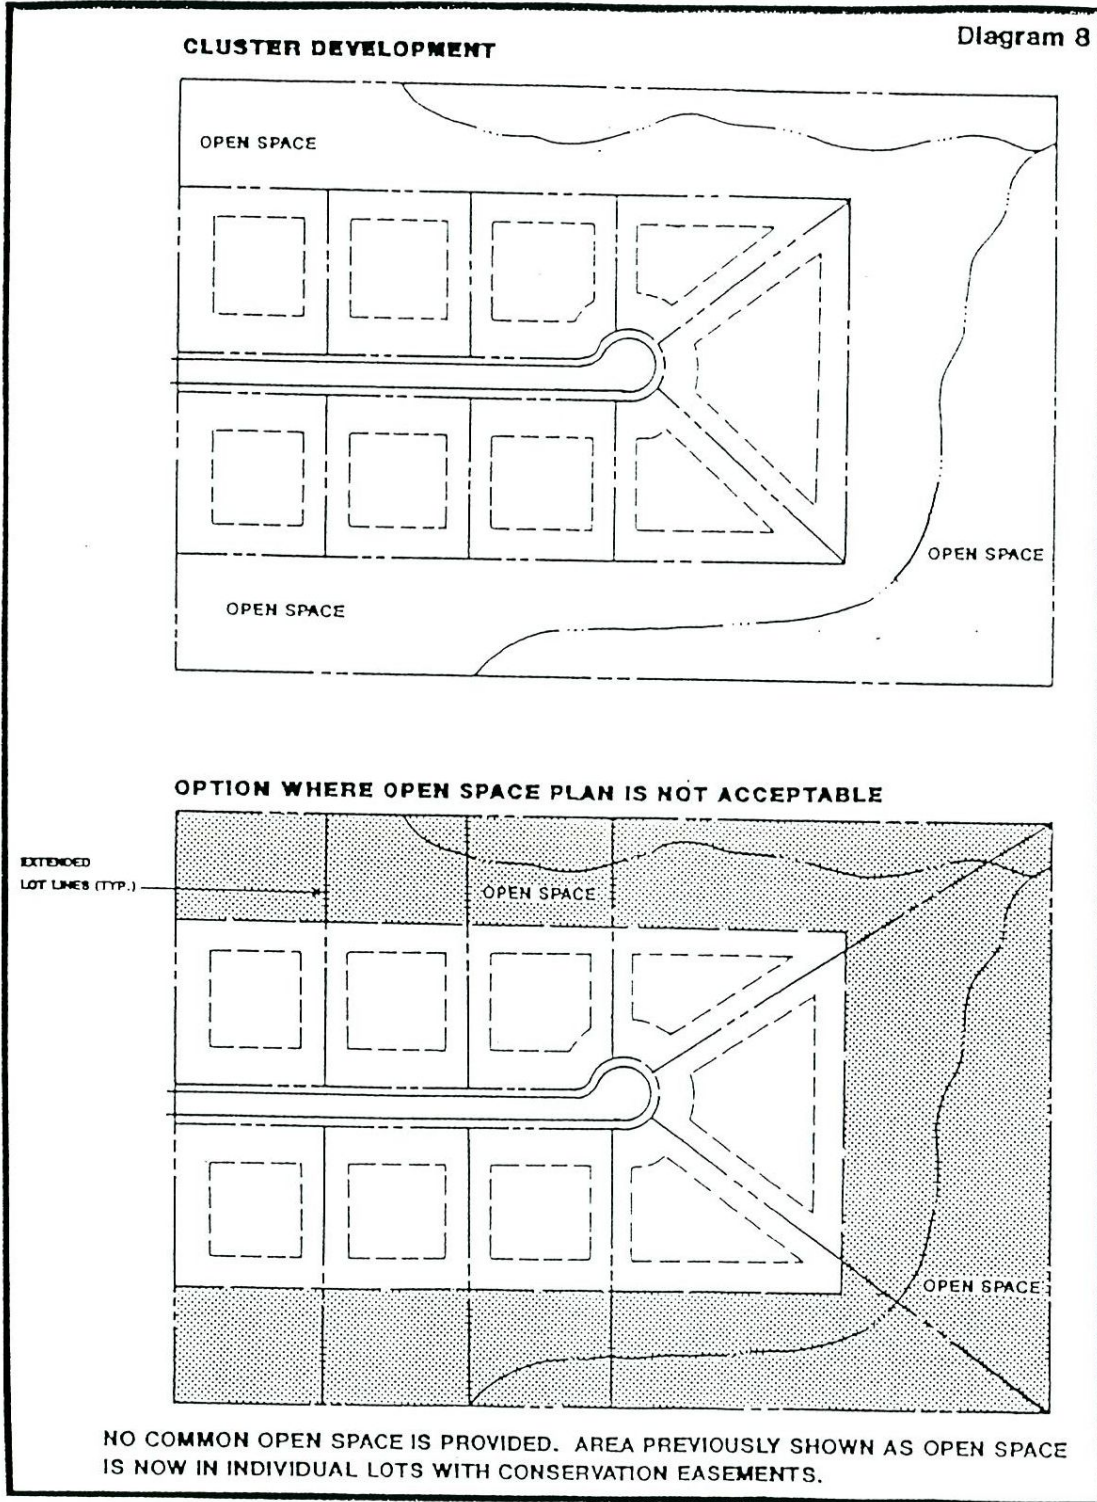 Diagram 8
CLUSTER DEVELOPMENT
OPEN SPACE
OPEN SPACE
OPEN SPACE
OPTION WHERE OPEN SPACE PLAN IS NOT ACCEPTABLE
EXTENDED
LOT LINES (TYP.)
OPEN SPACE
OPEN SPACE
NO COMMON OPEN SPACE IS PROVIDED. AREA PREVIOUSLY SHOWN AS OPEN SPACE
IS NOW IN INDIVIDUAL LOTS WITH CONSERVATION EASEMENTS.